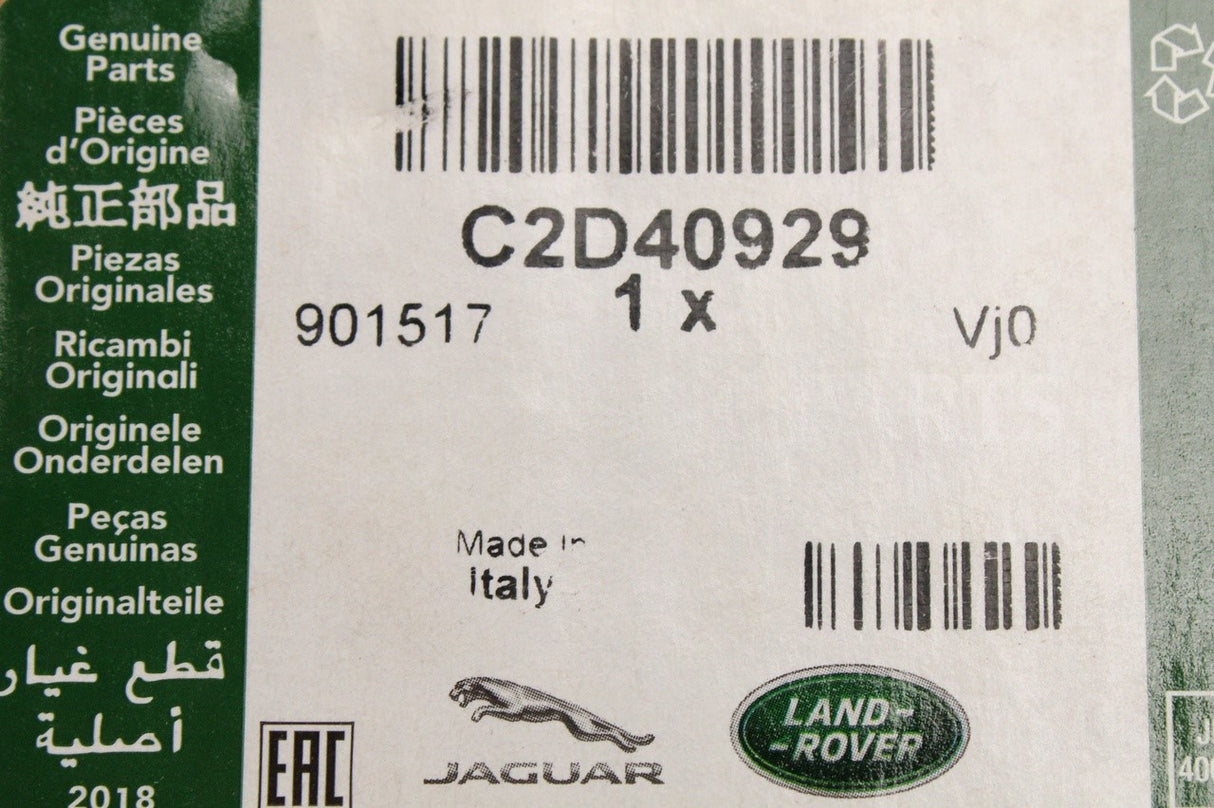 Genuine
Parts
Pièces
d'Origine
純正部品
Piezas
Originales
Ricambi
Originali
Originele
Onderdelen
Peças
Genuinas
Originalteile
قطع غيار
أصلية
2018
C2D40929
1 x
901517
Vj0
Made In
Italy
EAC
JAGUAR
LAND-
-ROVER